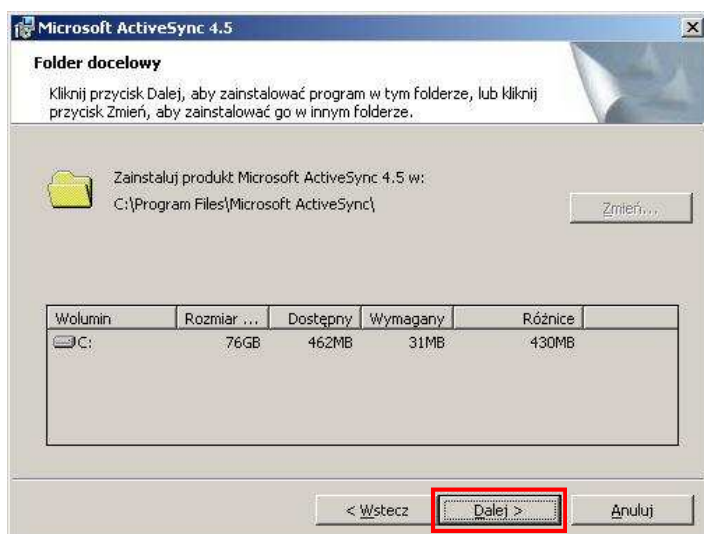 Microsoft ActiveSync 4.5
Folder docelowy
Kliknij przycisk Dalej, aby zainstalować program w tym folderze, lub kliknij
przycisk Zmień, aby zainstalować go w innym folderze.
Zainstaluj produkt Microsoft ActiveSync 4.5 w:
C:\Program Files\Microsoft ActiveSync\
Zmień...
Wolumin Rozmiar ... Dostępny Wymagany Różnice
C: 76GB 462MB 31MB 430MB
< Wstecz Dalej > Anuluj